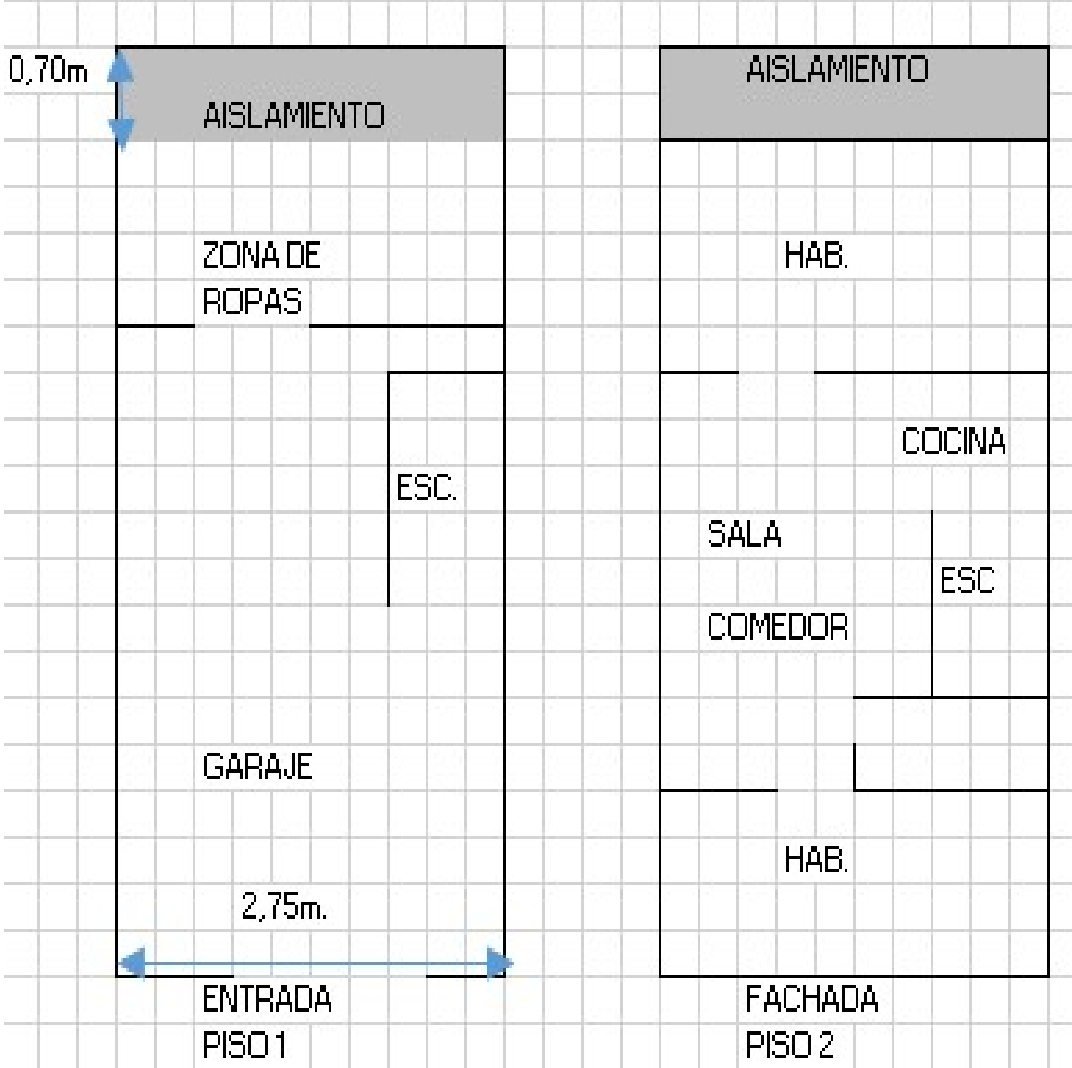 0,70m
AISLAMIENTO
ZONA DE
ROPAS
ESC.
GARAJE
2,75m.
ENTRADA
PISO 1
AISLAMIENTO
HAB.
COCINA
SALA
ESC
COMEDOR
HAB.
FACHADA
PISO 2